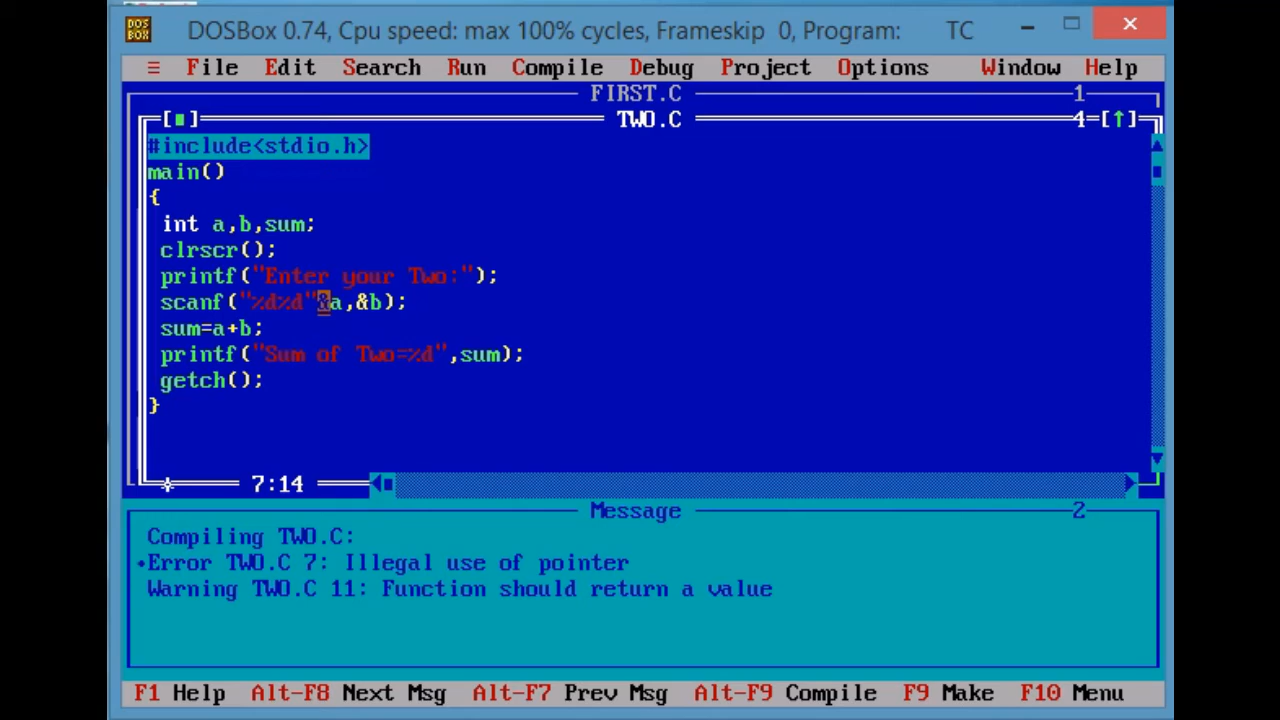 DOS BOX DOSBox 0.74, Cpu speed: max 100% cycles, Frameskip 0, Program: TC
≡ File Edit Search Run Compile Debug Project Options Window Help
FIRST.C 1
[■] TWO.C 4=[↑]
#include<stdio.h>
main()
{
int a,b,sum;
clrscr();
printf("Enter your Two:");
scanf("%d%d"&a,&b);
sum=a+b;
printf("Sum of Two=%d",sum);
getch();
}
7:14
Message 2
Compiling TWO.C:
•Error TWO.C 7: Illegal use of pointer
Warning TWO.C 11: Function should return a value
F1 Help Alt-F8 Next Msg Alt-F7 Prev Msg Alt-F9 Compile F9 Make F10 Menu